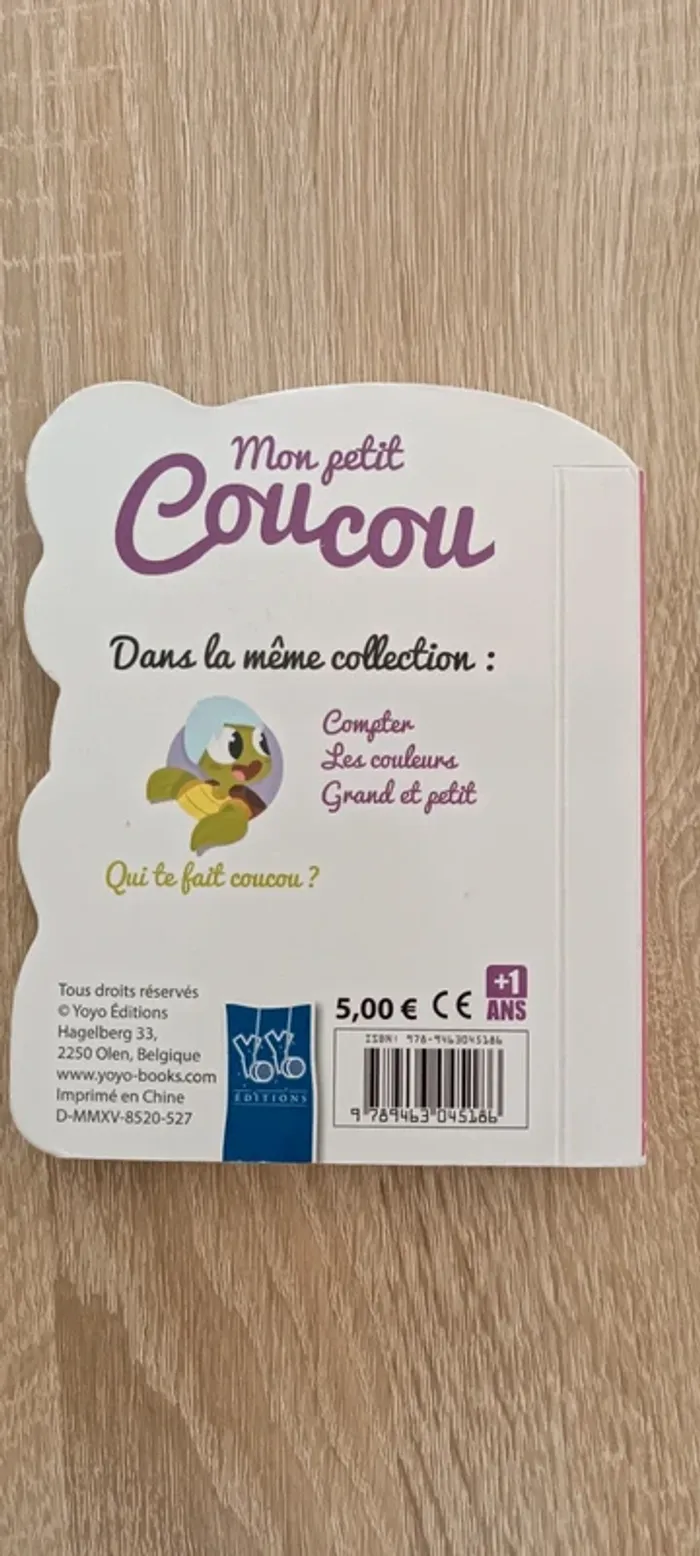 Mon petit
Coucou
Dans la même collection :
Compter
Les couleurs
Grand et petit
Qui te fait coucou ?
Tous droits réservés
© Yoyo Éditions
Hagelberg 33,
2250 Olen, Belgique
www.yoyo-books.com
Imprimé en Chine
D-MMXV-8520-527
YOYO
ÉDITIONS
5,00 € CE
+1
ANS
ISBN: 978-9463045186
9 789463 045186